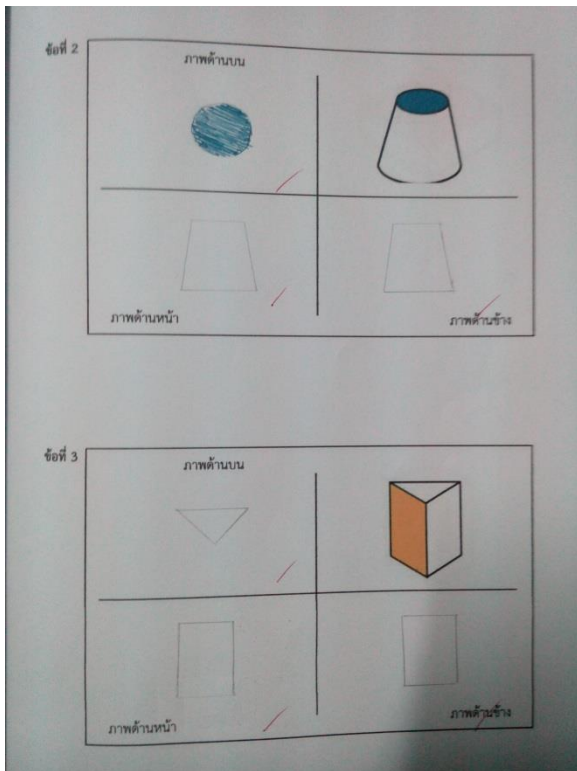 ข้อที่ 2
ภาพด้านบน
ภาพด้านหน้า
ภาพด้านข้าง
ข้อที่ 3
ภาพด้านบน
ภาพด้านหน้า
ภาพด้านข้าง